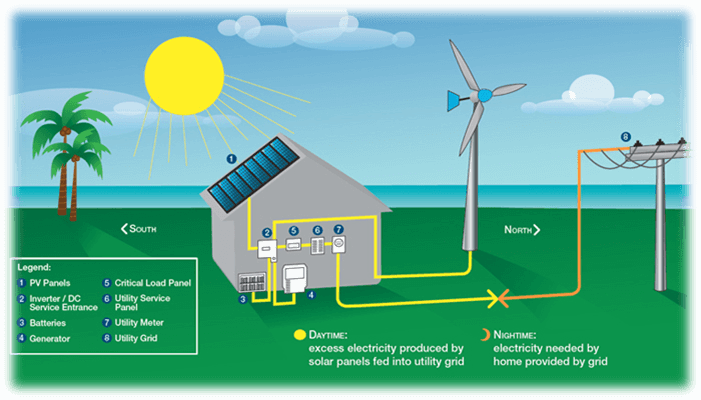 8
1
SOUTH
NORTH
2
5
6
7
3
4
Legend:
1 PV Panels
2 Inverter / DC
Service Entrance
3 Batteries
4 Generator
5 Critical Load Panel
6 Utility Service
Panel
7 Utility Meter
8 Utility Grid
DAYTIME:
excess electricity produced by
solar panels fed into utility grid
NIGHTIME:
electricity needed by
home provided by grid